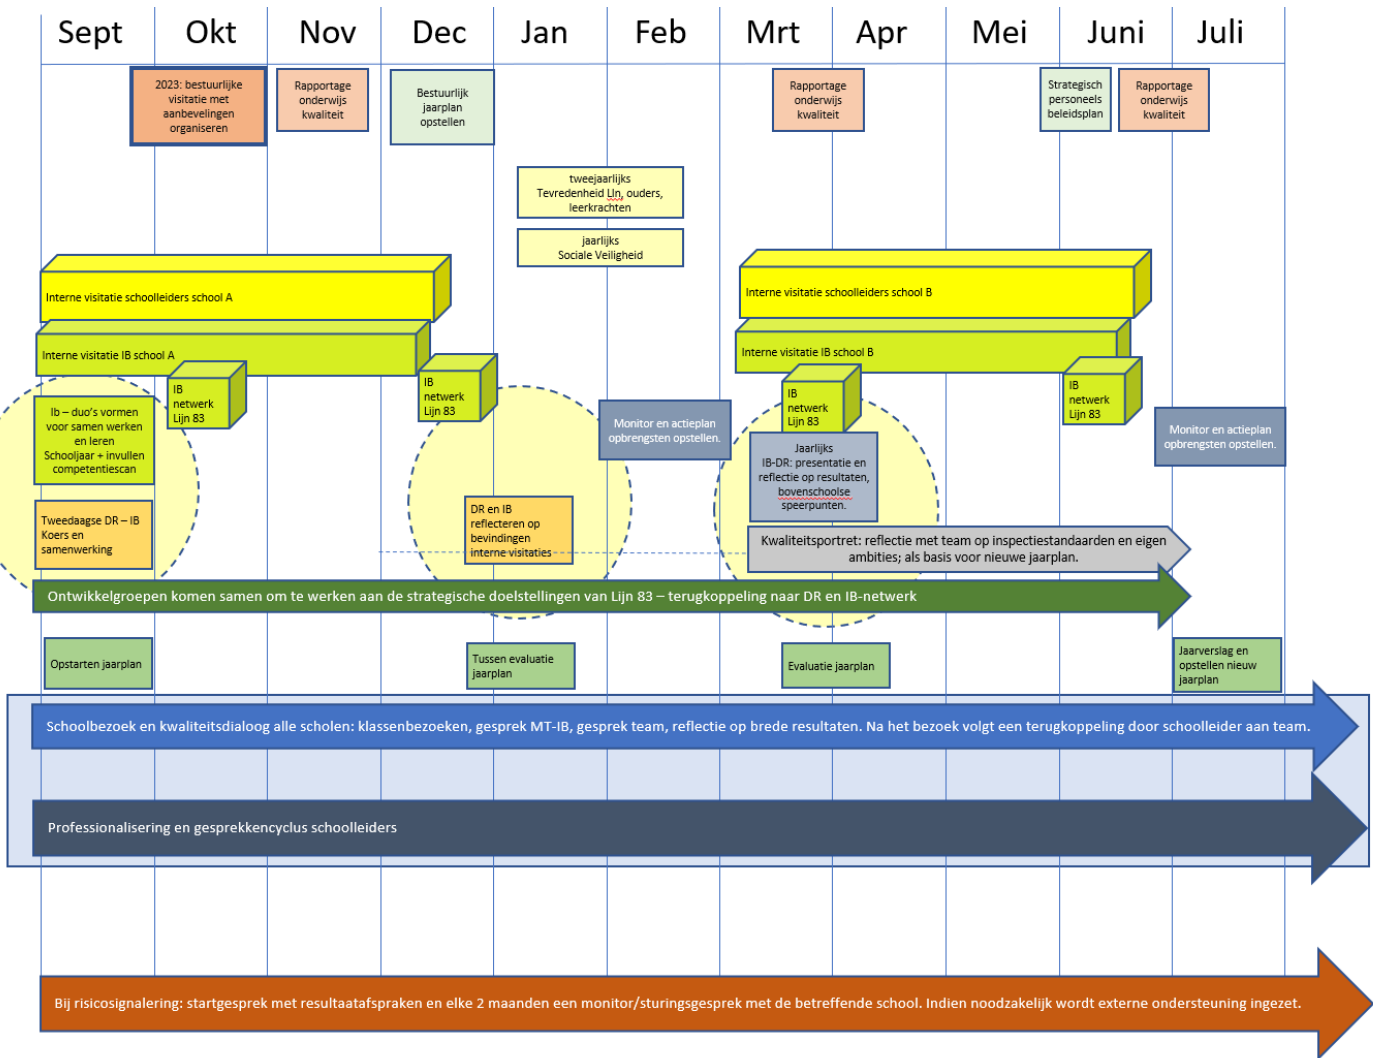 Sept Okt Nov Dec Jan Feb Mrt Apr Mei Juni Juli
2023: bestuurlijke
visitatie met
aanbevelingen
organiseren
Rapportage
onderwijs
kwaliteit
Bestuurlijk
jaarplan
opstellen
Rapportage
onderwijs
kwaliteit
Strategisch
personeels
beleidsplan
Rapportage
onderwijs
kwaliteit
tweejaarlijks
Tevredenheid Lln, ouders,
leerkrachten
jaarlijks
Sociale Veiligheid
Interne visitatie schoolleiders school A
Interne visitatie schoolleiders school B
Interne visitatie IB school A
Interne visitatie IB school B
IB
netwerk
Lijn 83
IB
netwerk
Lijn 83
IB
netwerk
Lijn 83
IB
netwerk
Lijn 83
Ib – duo's vormen
voor samen werken
en leren
Schooljaar + invullen
competentiescan
Monitor en actieplan
opbrengsten opstellen.
Monitor en actieplan
opbrengsten opstellen.
Jaarlijks
IB-DR: presentatie en
reflectie op resultaten,
bovenschoolse
speerpunten.
Tweedaagse DR – IB
Koers en
samenwerking
DR en IB
reflecteren op
bevindingen
interne visitaties
Kwaliteitsportret: reflectie met team op inspectiestandaarden en eigen
ambities; als basis voor nieuwe jaarplan.
Ontwikkelgroepen komen samen om te werken aan de strategische doelstellingen van Lijn 83 – terugkoppeling naar DR en IB-netwerk
Opstarten jaarplan
Tussen evaluatie
jaarplan
Evaluatie jaarplan
Jaarverslag en
opstellen nieuw
jaarplan
Schoolbezoek en kwaliteitsdialoog alle scholen: klassenbezoeken, gesprek MT-IB, gesprek team, reflectie op brede resultaten. Na het bezoek volgt een terugkoppeling door schoolleider aan team.
Professionalisering en gesprekkencyclus schoolleiders
Bij risicosignalering: startgesprek met resultaatafspraken en elke 2 maanden een monitor/sturingsgesprek met de betreffende school. Indien noodzakelijk wordt externe ondersteuning ingezet.